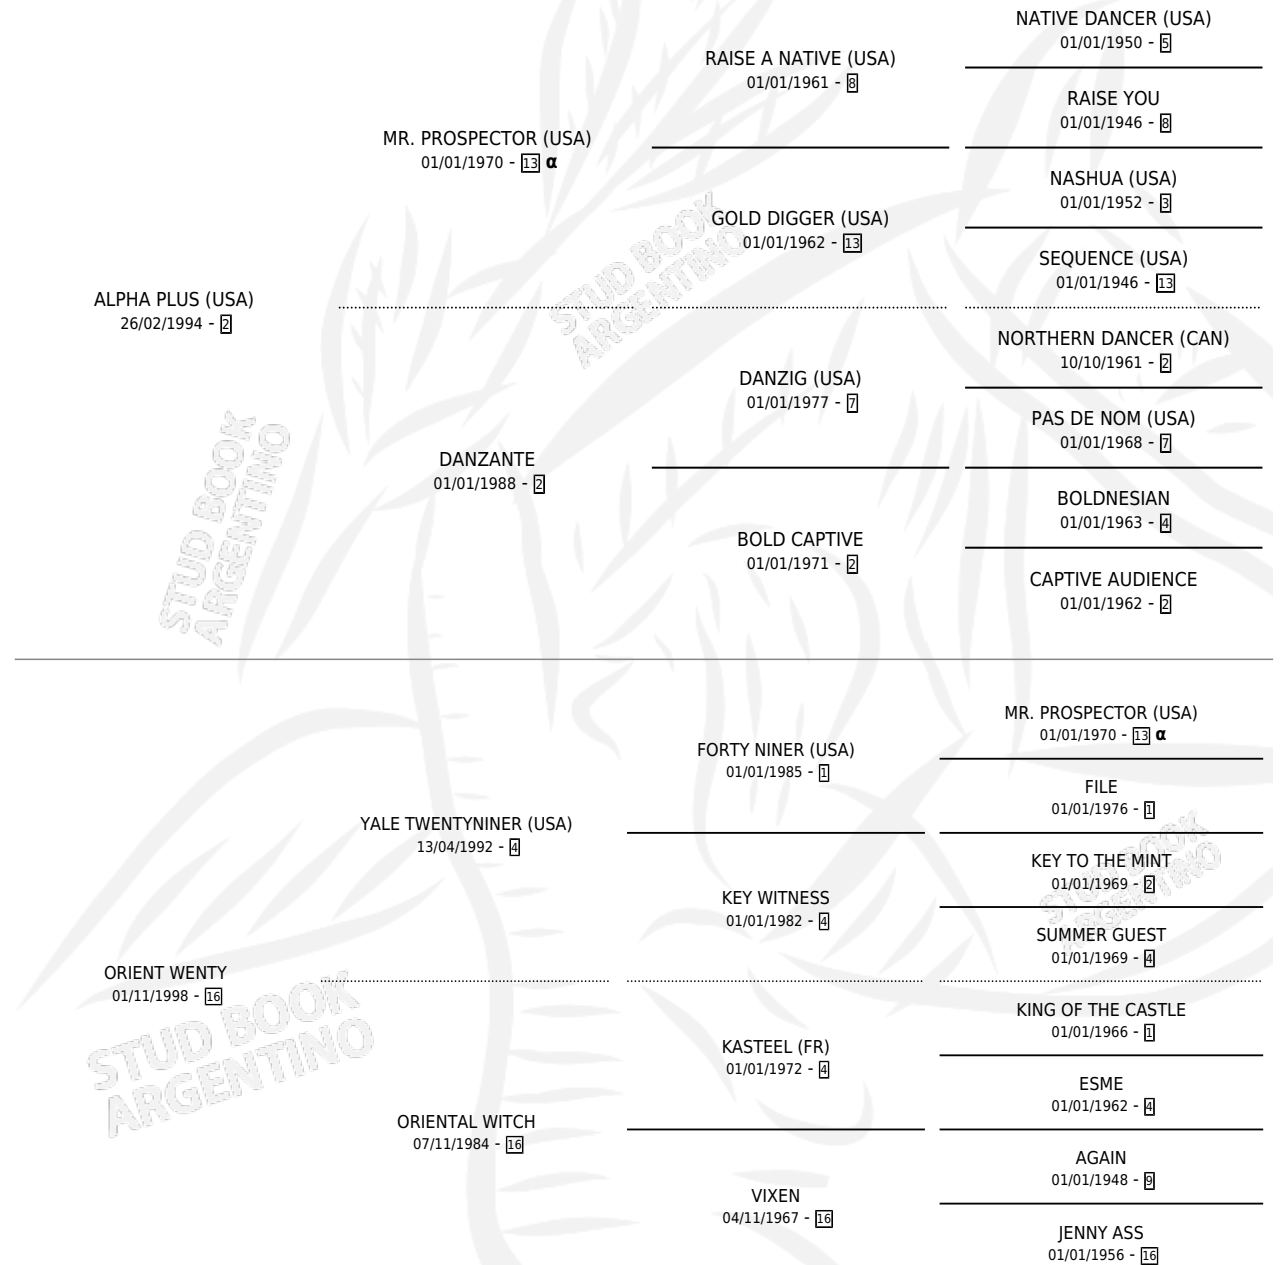 NATIVE DANCER (USA)
01/01/1950 - 5
RAISE A NATIVE (USA)
01/01/1961 - 8
RAISE YOU
01/01/1946 - 8
MR. PROSPECTOR (USA)
01/01/1970 - 13 α
NASHUA (USA)
01/01/1952 - 3
GOLD DIGGER (USA)
01/01/1962 - 13
SEQUENCE (USA)
01/01/1946 - 13
ALPHA PLUS (USA)
26/02/1994 - 2
NORTHERN DANCER (CAN)
10/10/1961 - 2
DANZIG (USA)
01/01/1977 - 7
PAS DE NOM (USA)
01/01/1968 - 7
DANZANTE
01/01/1988 - 2
BOLDNESIAN
01/01/1963 - 4
BOLD CAPTIVE
01/01/1971 - 2
CAPTIVE AUDIENCE
01/01/1962 - 2
MR. PROSPECTOR (USA)
01/01/1970 - 13 α
FORTY NINER (USA)
01/01/1985 - 1
FILE
01/01/1976 - 1
YALE TWENTYNINER (USA)
13/04/1992 - 4
KEY TO THE MINT
01/01/1969 - 2
KEY WITNESS
01/01/1982 - 4
SUMMER GUEST
01/01/1969 - 4
ORIENT WENTY
01/11/1998 - 16
KING OF THE CASTLE
01/01/1966 - 1
KASTEEL (FR)
01/01/1972 - 4
ESME
01/01/1962 - 4
ORIENTAL WITCH
07/11/1984 - 16
AGAIN
01/01/1948 - 9
VIXEN
04/11/1967 - 16
JENNY ASS
01/01/1956 - 16
STUD BOOK
ARGENTINO
STUD BOOK
ARGENTINO
STUD BOOK
ARGENTINO
STUD BOOK
ARGENTINO